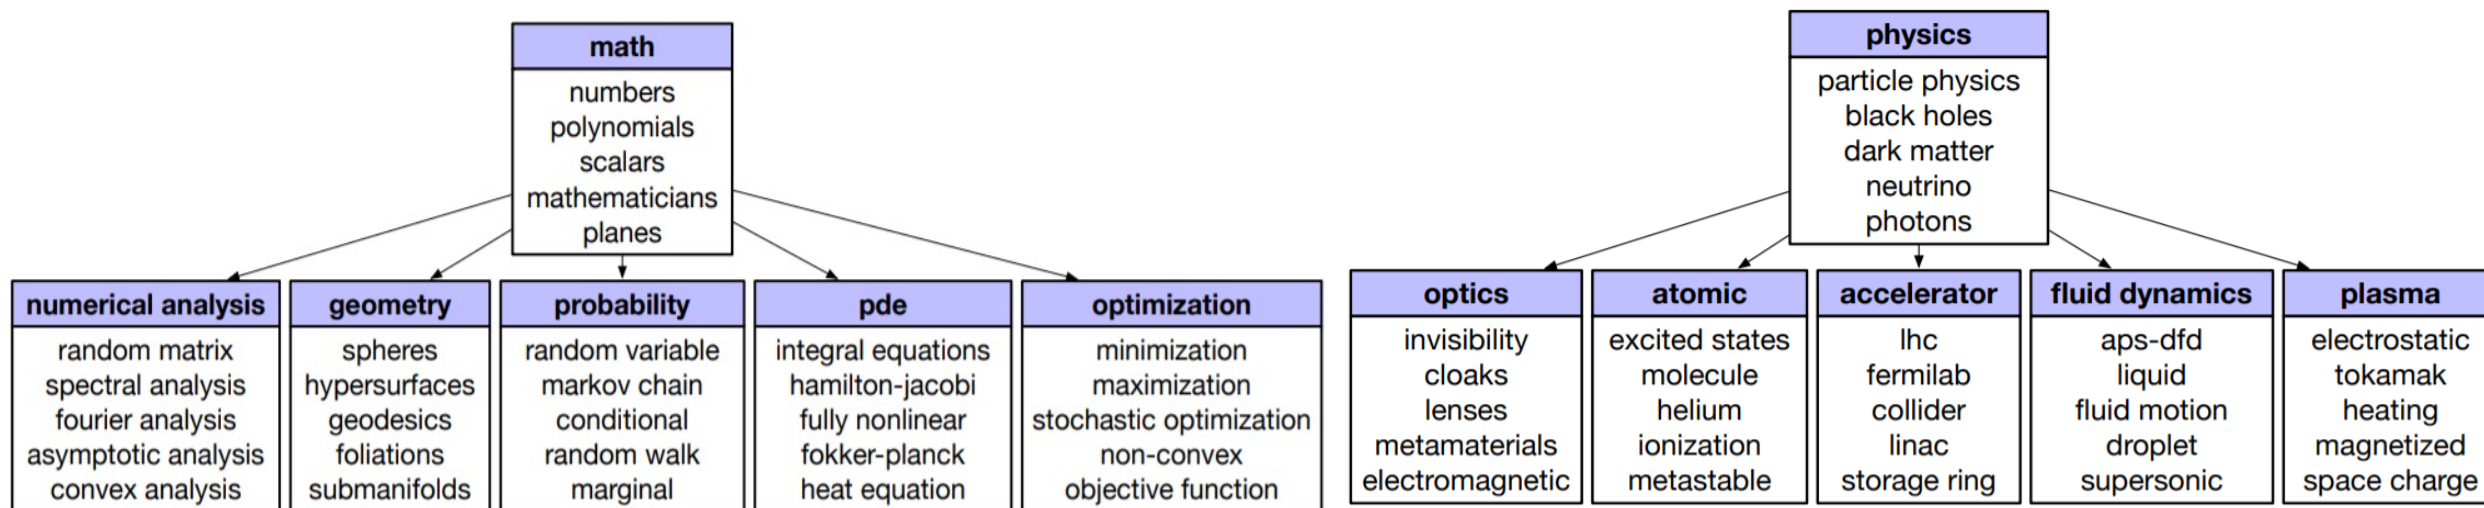 math
numbers
polynomials
scalars
mathematicians
planes
numerical analysis
random matrix
spectral analysis
fourier analysis
asymptotic analysis
convex analysis
geometry
spheres
hypersurfaces
geodesics
foliations
submanifolds
probability
random variable
markov chain
conditional
random walk
marginal
pde
integral equations
hamilton-jacobi
fully nonlinear
fokker-planck
heat equation
optimization
minimization
maximization
stochastic optimization
non-convex
objective function
physics
particle physics
black holes
dark matter
neutrino
photons
optics
invisibility
cloaks
lenses
metamaterials
electromagnetic
atomic
excited states
molecule
helium
ionization
metastable
accelerator
lhc
fermilab
collider
linac
storage ring
fluid dynamics
aps-dfd
liquid
fluid motion
droplet
supersonic
plasma
electrostatic
tokamak
heating
magnetized
space charge